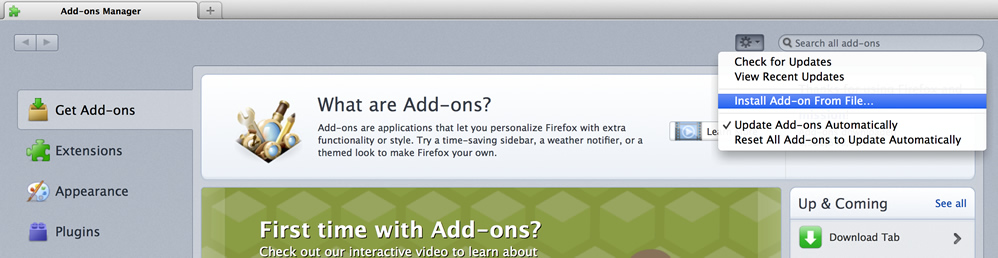 Add-ons Manager
Search all add-ons
Check for Updates
View Recent Updates
Install Add-on From File...
Update Add-ons Automatically
Reset All Add-ons to Update Automatically
Get Add-ons
Extensions
Appearance
Plugins
What are Add-ons?
Add-ons are applications that let you personalize Firefox with extra
functionality or style. Try a time-saving sidebar, a weather notifier, or a
themed look to make Firefox your own.
First time with Add-ons?
Check out our interactive video to learn about
Up & Coming
See all
Download Tab